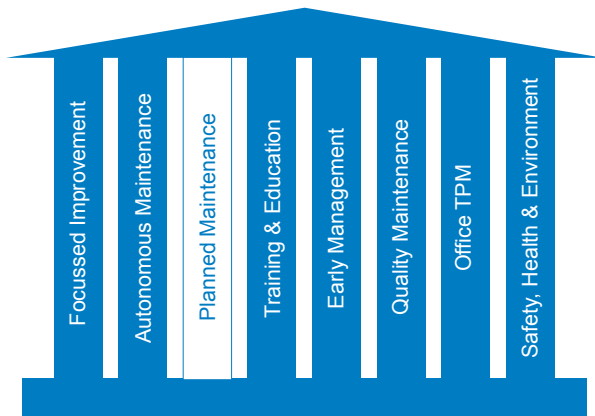 Focussed Improvement
Autonomous Maintenance
Planned Maintenance
Training & Education
Early Management
Quality Maintenance
Office TPM
Safety, Health & Environment